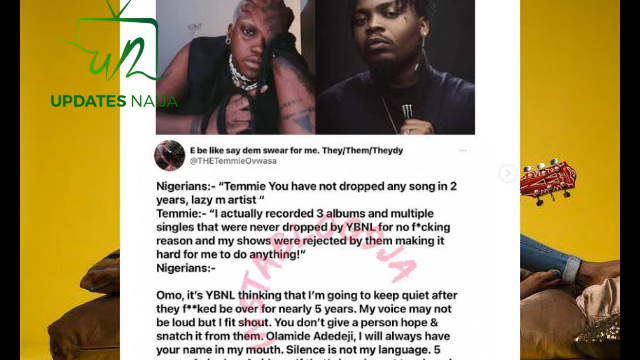 un
UPDATES NAIJA
E be like say dem swear for me. They/Them/Theydy
@THETemmieOvwasa
Nigerians:- “Temmie You have not dropped any song in 2
years, lazy m artist “
Temmie:- “I actually recorded 3 albums and multiple
singles that were never dropped by YBNL for no f*cking
reason and my shows were rejected by them making it
hard for me to do anything!”
Nigerians:-
Omo, it’s YBNL thinking that I’m going to keep quiet after
they f**ked be over for nearly 5 years. My voice may
not be loud but I fit shout. You don’t give a person hope &
snatch it from them. Olamide Adedeji, I will always have
your name in my mouth. Silence is not my language. 5
INSTABLOG9JA